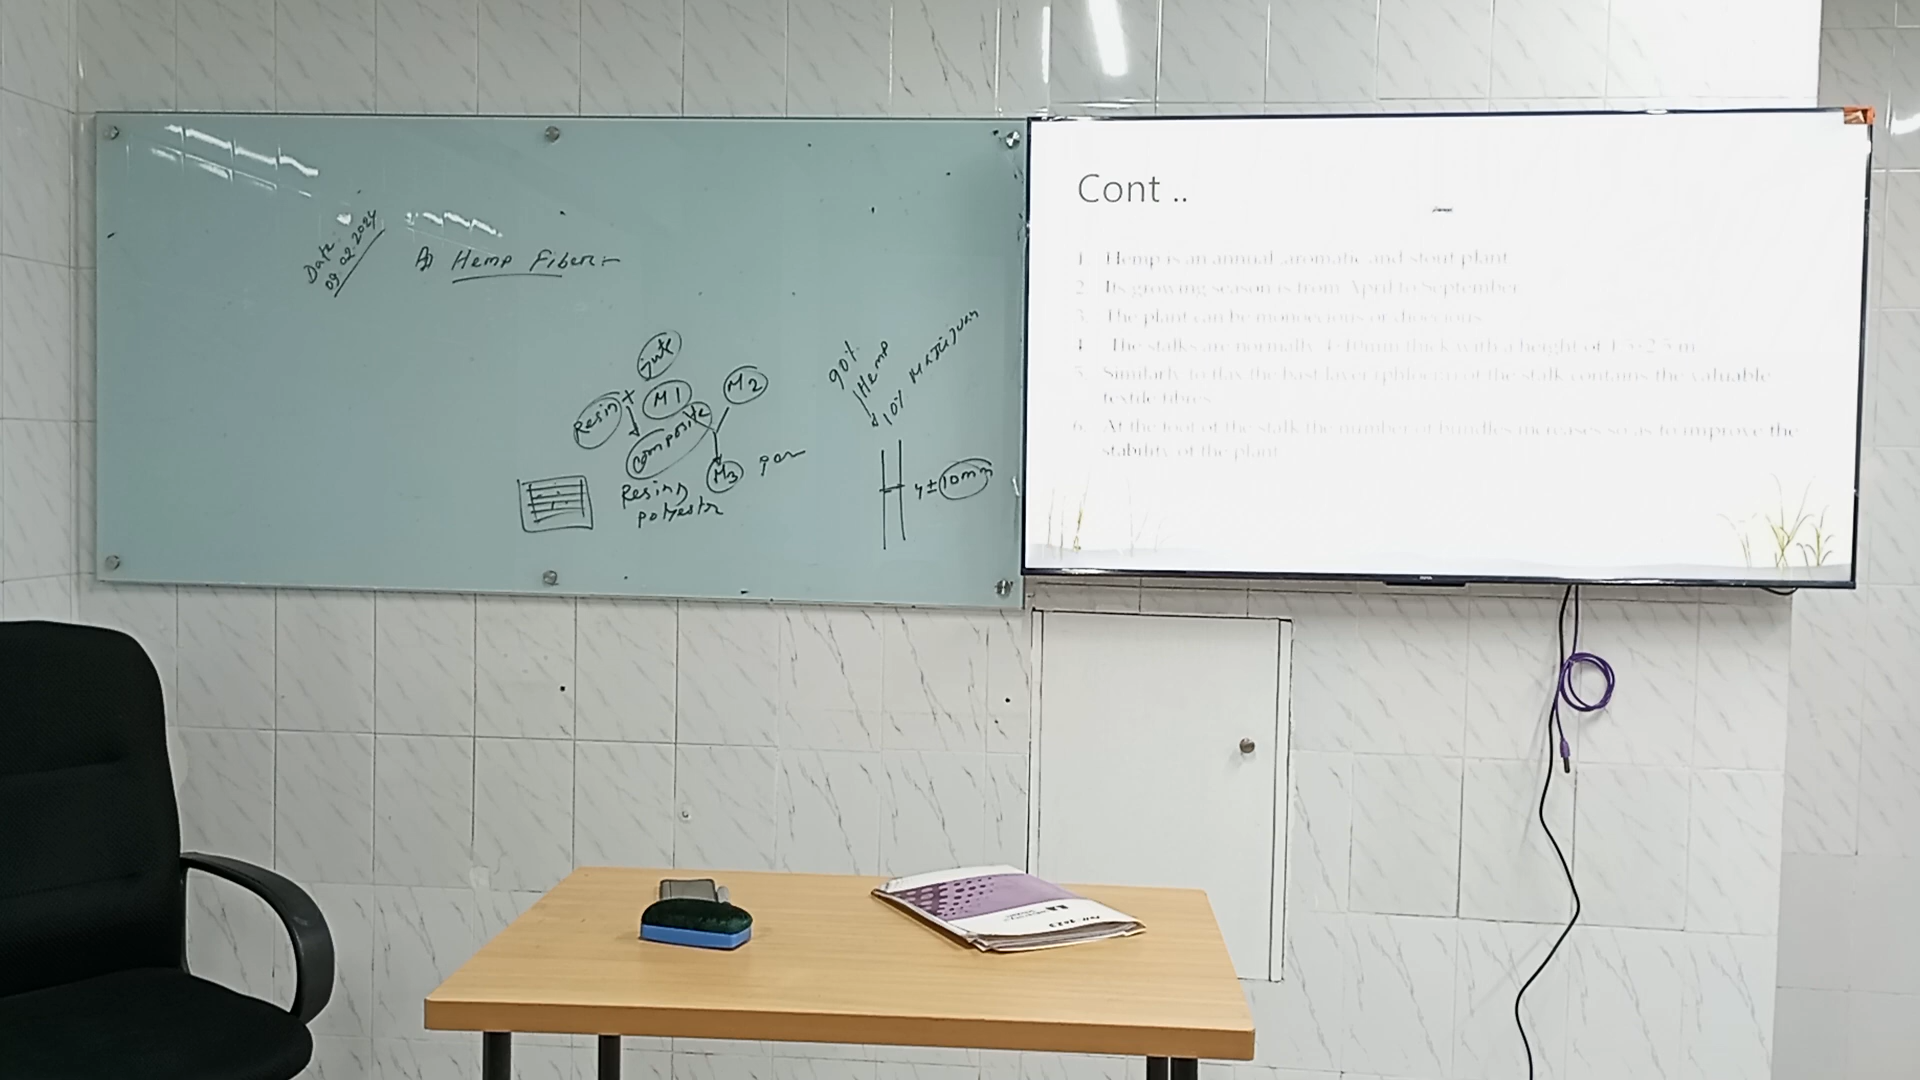 Date:
09.02.2024
A) Hemp Fiber:-
jute
Resin + M1
M2
composite
M3
Resin
polyester
90%
Hemp
10%
4 ± 10mm
Cont ..
1. Hemp is an annual aromatic and stout plant
2. Its growing season is from April to September
3. The plant can be monoecious or dioecious
4. The stalks are normally 4-10mm thick with a height of 1.5-2.5 m
5. Similarly to flax the bast layer (phloem) of the stalk contains the valuable
textile fibres
6. At the foot of the stalk the number of bundles increases so as to improve the
stability of the plant